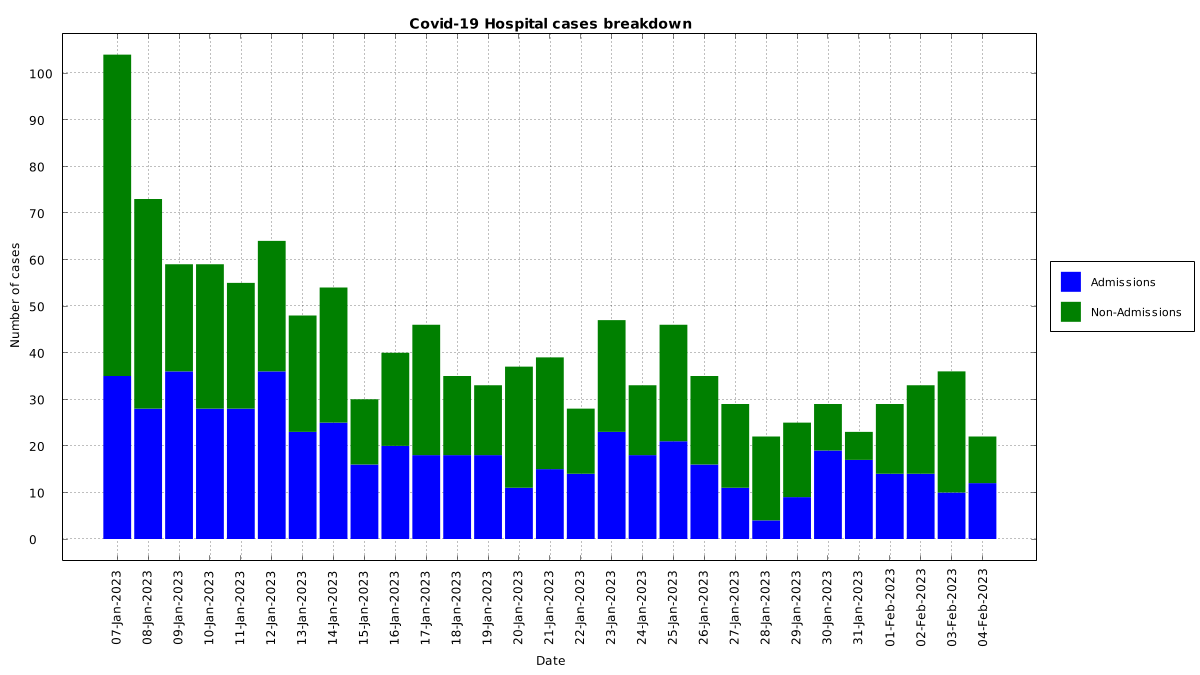 Covid-19 Hospital cases breakdown
100
90
80
70
60
50
40
30
20
10
0
Number of cases
07-Jan-2023
08-Jan-2023
09-Jan-2023
10-Jan-2023
11-Jan-2023
12-Jan-2023
13-Jan-2023
14-Jan-2023
15-Jan-2023
16-Jan-2023
17-Jan-2023
18-Jan-2023
19-Jan-2023
20-Jan-2023
21-Jan-2023
22-Jan-2023
23-Jan-2023
24-Jan-2023
25-Jan-2023
26-Jan-2023
27-Jan-2023
28-Jan-2023
29-Jan-2023
30-Jan-2023
31-Jan-2023
01-Feb-2023
02-Feb-2023
03-Feb-2023
04-Feb-2023
Date
Admissions
Non-Admissions